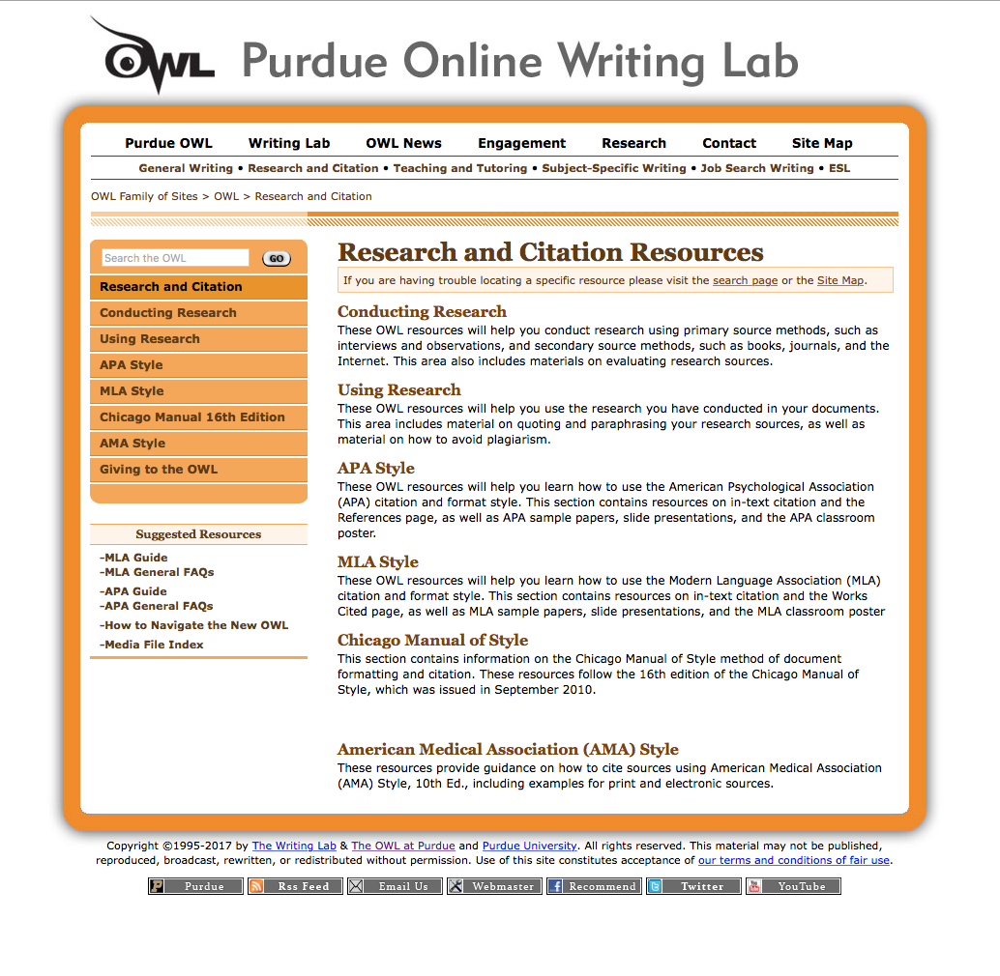 OWL Purdue Online Writing Lab
Purdue OWL Writing Lab OWL News Engagement Research Contact Site Map
General Writing • Research and Citation • Teaching and Tutoring • Subject-Specific Writing • Job Search Writing • ESL
OWL Family of Sites > OWL > Research and Citation
Search the OWL GO
Research and Citation
Conducting Research
Using Research
APA Style
MLA Style
Chicago Manual 16th Edition
AMA Style
Giving to the OWL
Suggested Resources
-MLA Guide
-MLA General FAQs
-APA Guide
-APA General FAQs
-How to Navigate the New OWL
-Media File Index
Research and Citation Resources
If you are having trouble locating a specific resource please visit the search page or the Site Map.
Conducting Research
These OWL resources will help you conduct research using primary source methods, such as
interviews and observations, and secondary source methods, such as books, journals, and the
Internet. This area also includes materials on evaluating research sources.
Using Research
These OWL resources will help you use the research you have conducted in your documents.
This area includes material on quoting and paraphrasing your research sources, as well as
material on how to avoid plagiarism.
APA Style
These OWL resources will help you learn how to use the American Psychological Association
(APA) citation and format style. This section contains resources on in-text citation and the
References page, as well as APA sample papers, slide presentations, and the APA classroom
poster.
MLA Style
These OWL resources will help you learn how to use the Modern Language Association (MLA)
citation and format style. This section contains resources on in-text citation and the Works
Cited page, as well as MLA sample papers, slide presentations, and the MLA classroom poster
Chicago Manual of Style
This section contains information on the Chicago Manual of Style method of document
formatting and citation. These resources follow the 16th edition of the Chicago Manual of
Style, which was issued in September 2010.
American Medical Association (AMA) Style
These resources provide guidance on how to cite sources using American Medical Association
(AMA) Style, 10th Ed., including examples for print and electronic sources.
Copyright ©1995-2017 by The Writing Lab & The OWL at Purdue and Purdue University. All rights reserved. This material may not be published,
reproduced, broadcast, rewritten, or redistributed without permission. Use of this site constitutes acceptance of our terms and conditions of fair use.
Purdue Rss Feed Email Us Webmaster Recommend Twitter YouTube